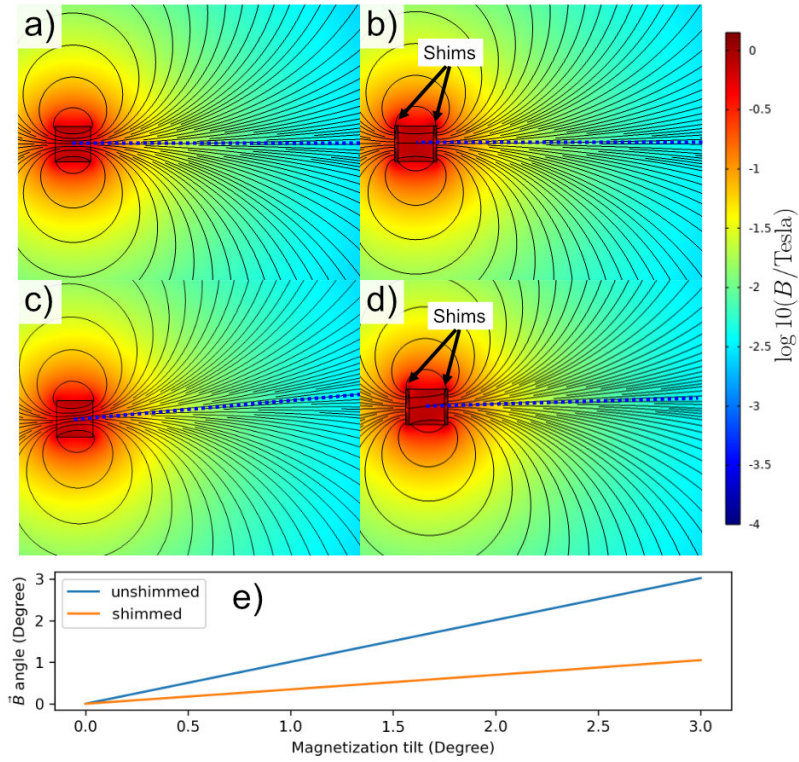 a)
b)
Shims
c)
d)
Shims
0
-0.5
-1
-1.5
-2
-2.5
-3
-3.5
-4
log 10(B/Tesla)
e)
unshimmed
shimmed
3
2
1
0
B⃗ angle (Degree)
0.0 0.5 1.0 1.5 2.0 2.5 3.0
Magnetization tilt (Degree)